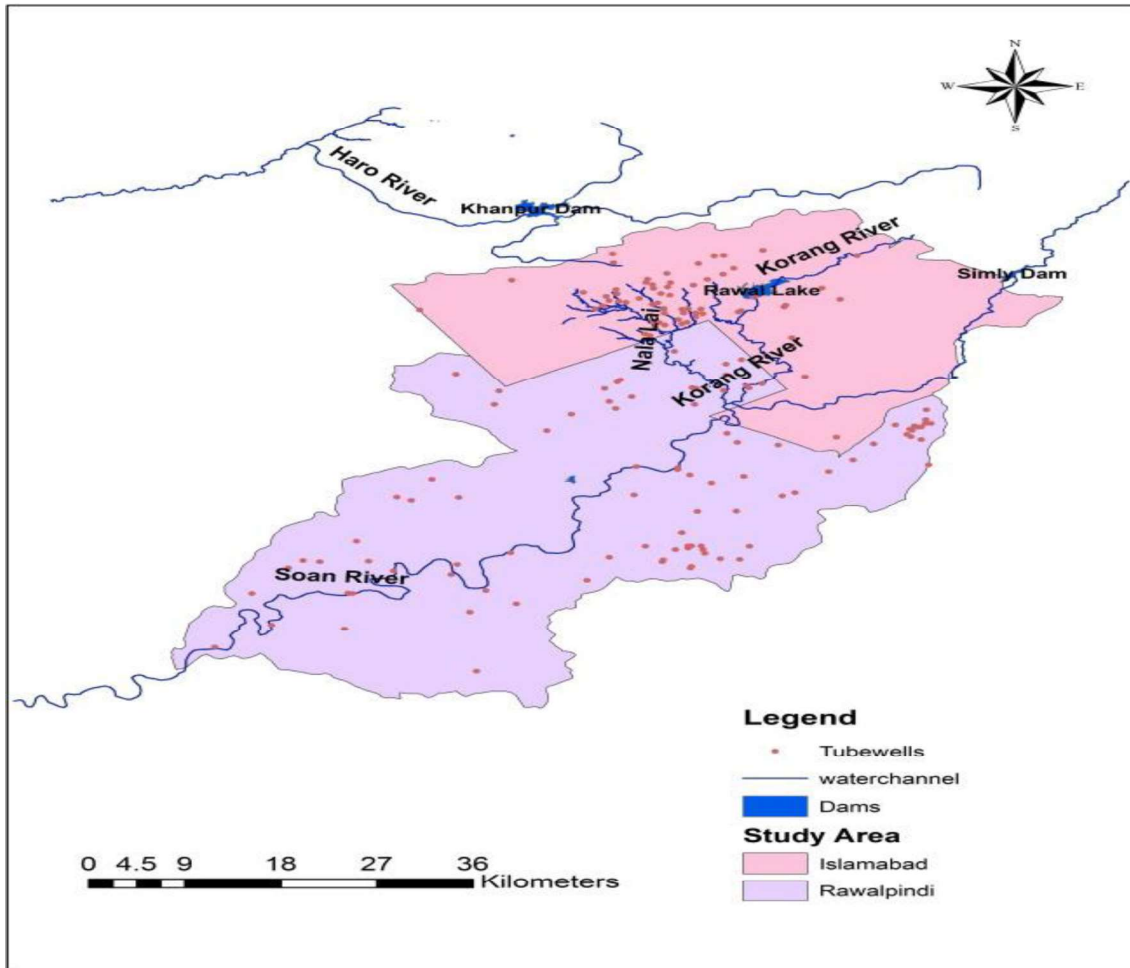 N
W E
S
Haro River
Khanpur Dam
Korang River
Simly Dam
Rawal Lake
Nala Lai
Korang River
Soan River
Legend
Tubewells
waterchannel
Dams
Study Area
Islamabad
Rawalpindi
0 4.5 9 18 27 36
Kilometers